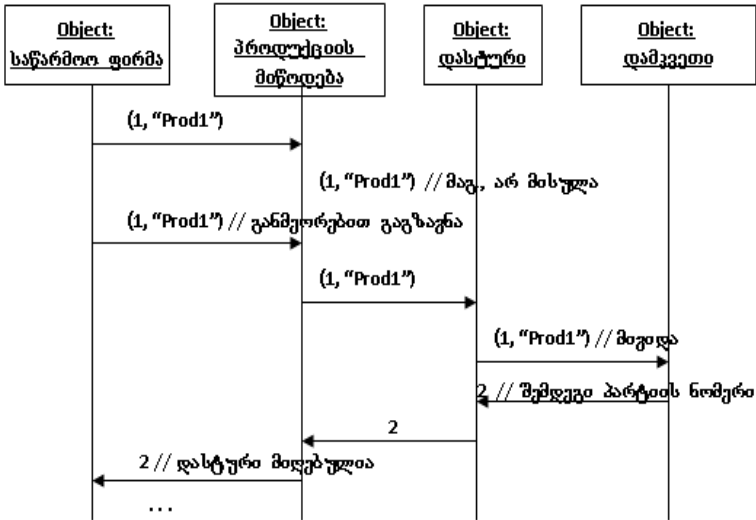 Object:
საწარმოო ფირმა
Object:
პროდუქციის
მიწოდება
Object:
დასტური
Object:
დამკვეთი
(1, “Prod1”)
(1, “Prod1”) // მაგ., არ მისულა
(1, “Prod1”) // განმეორებით გაგზავნა
(1, “Prod1”)
(1, “Prod1”) // მივიდა
2 // შემდეგი პარტიის ნომერი
2
2 // დასტური მიღებულია
...